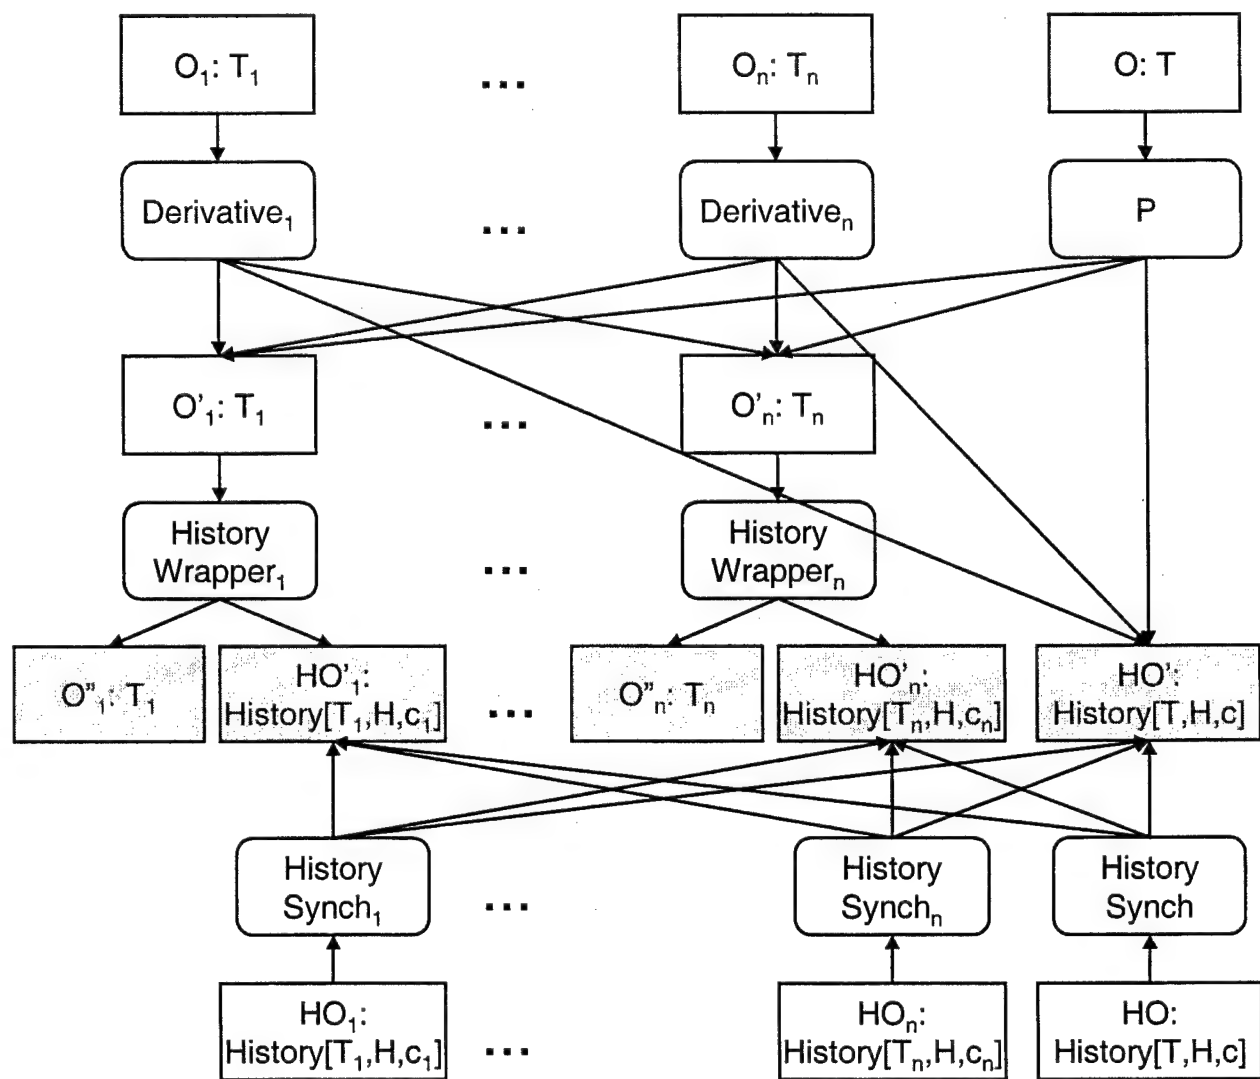 O₁: T₁ ... Oₙ: Tₙ O: T
Derivative₁ ... Derivativeₙ P
O'₁: T₁ ... O'ₙ: Tₙ
History
Wrapper₁ ... History
Wrapperₙ
O"₁: T₁ HO'₁:
History[T₁,H,c₁] ... O"ₙ: Tₙ HO'ₙ:
History[Tₙ,H,cₙ] HO':
History[T,H,c]
History
Synch₁ ... History
Synchₙ History
Synch
HO₁:
History[T₁,H,c₁] ... HOₙ:
History[Tₙ,H,cₙ] HO:
History[T,H,c]